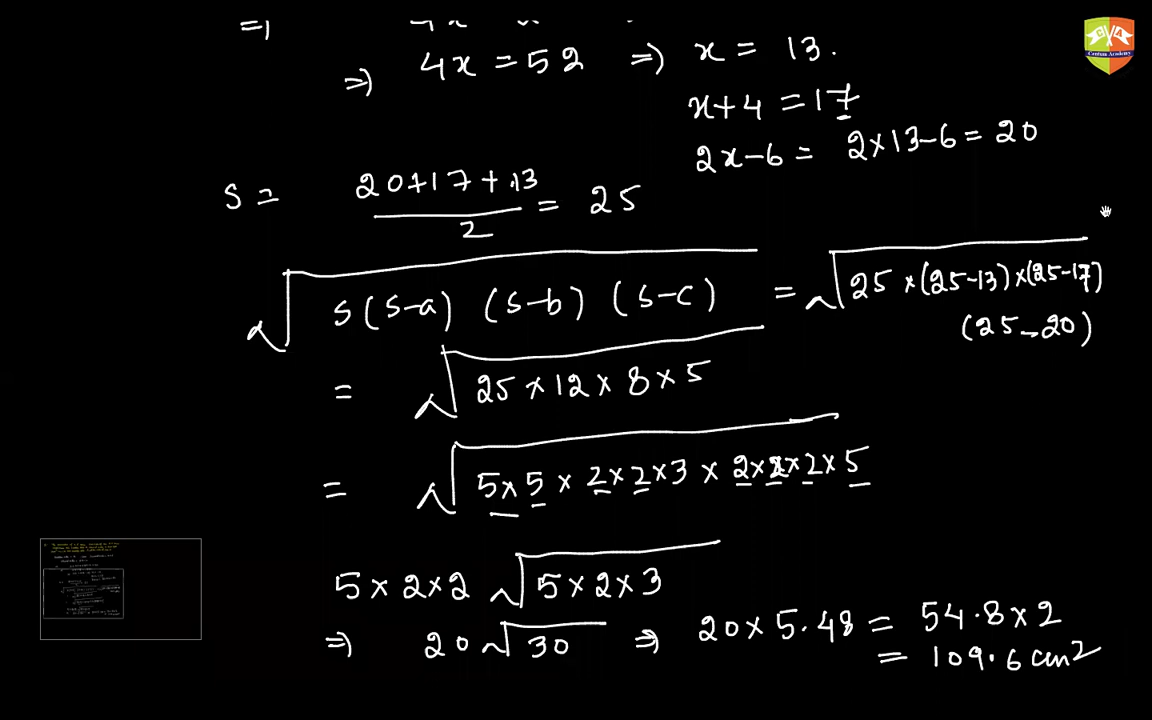 =)
=) 4x = 52 =) x = 13.
x+4 = 17
2x-6 = 2×13-6 = 20
S = 20+17+13/2 = 25
√s(s-a) (s-b) (s-c) = √25 × (25-13) × (25-17)
(25-20)
= √25 × 12 × 8 × 5
= √5 × 5 × 2 × 2 × 3 × 2 × 2 × 2 × 5
5 × 2 × 2 √5 × 2 × 3
=) 20√30 =) 20 × 5.48 = 54.8 × 2
= 109.6 cm2
Centum Academy